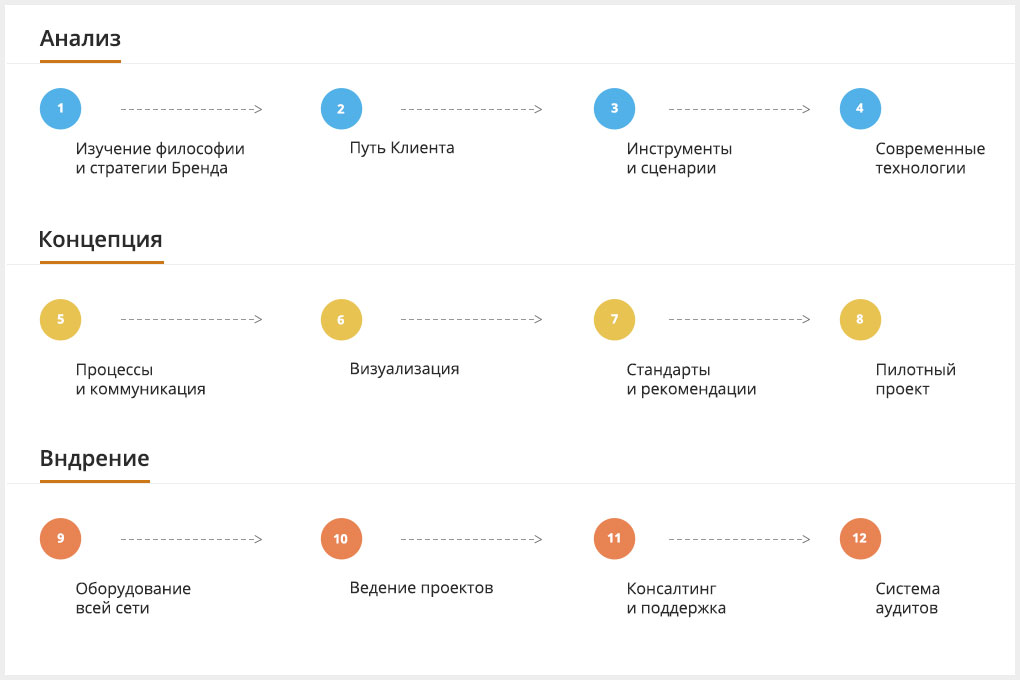 Анализ
1
2
3
4
Изучение философии
и стратегии Бренда
Путь Клиента
Инструменты
и сценарии
Современные
технологии
Концепция
5
6
7
8
Процессы
и коммуникация
Визуализация
Стандарты
и рекомендации
Пилотный
проект
Вндрение
9
10
11
12
Оборудование
всей сети
Ведение проектов
Консалтинг
и поддержка
Система
аудитов